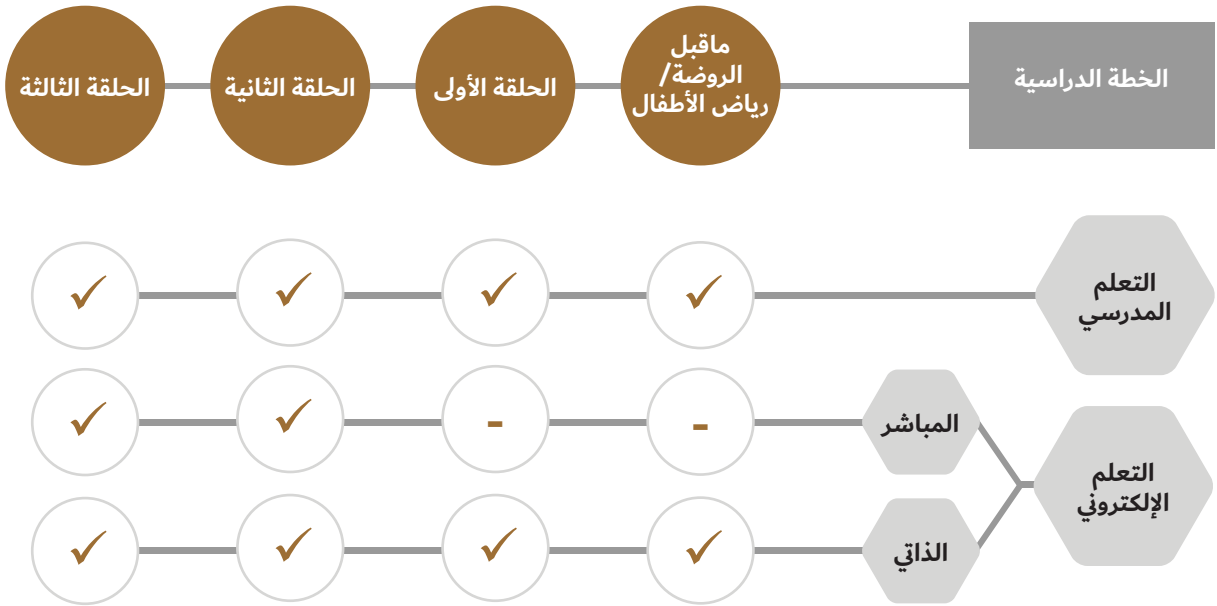 الخطة الدراسية
ماقبل
الروضة/
رياض الأطفال
الحلقة الأولى
الحلقة الثانية
الحلقة الثالثة
التعلم
المدرسي
✓ ✓ ✓ ✓
التعلم
الإلكتروني
المباشر
- - ✓ ✓
الذاتي
✓ ✓ ✓ ✓